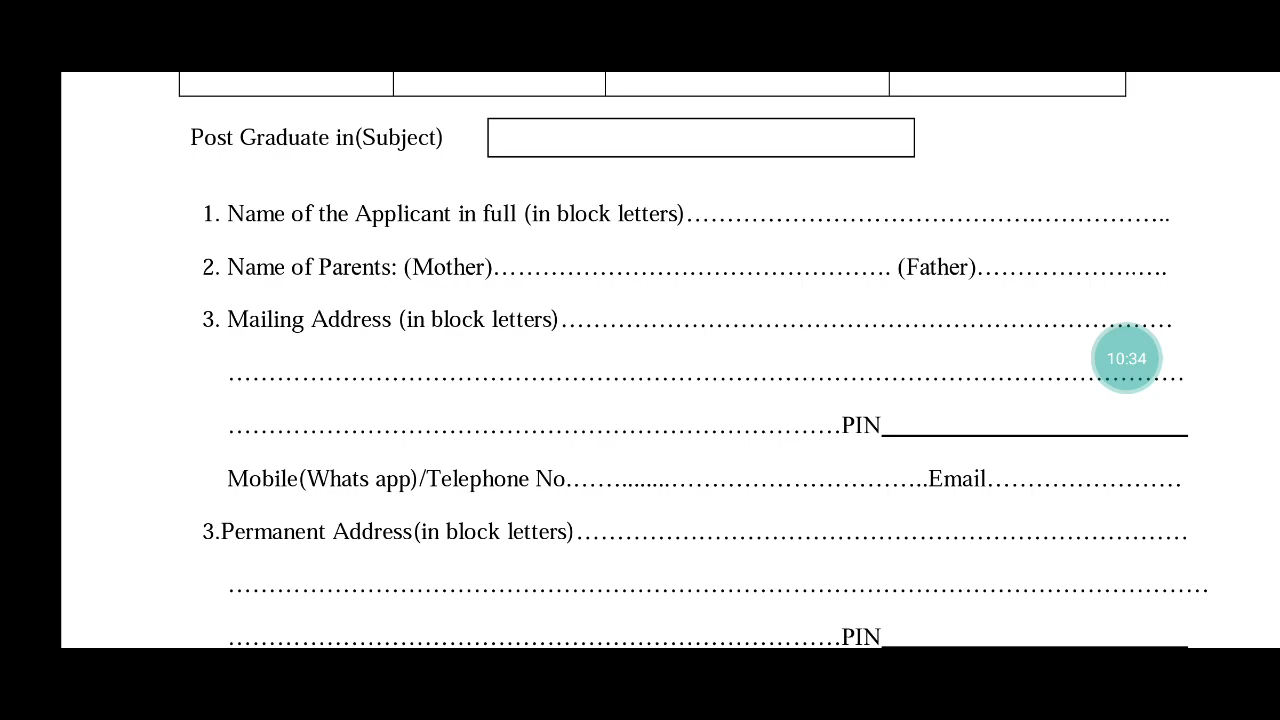 Post Graduate in(Subject)
1. Name of the Applicant in full (in block letters)……………………………………….……………..
2. Name of Parents: (Mother)…………………………………………. (Father)……………….….….
3. Mailing Address (in block letters)…………………………………………………………………
10:34
………………………………………………………………………………………………………
…………………………………………………………………PIN__________________________
Mobile(Whats app)/Telephone No……..........…………………………..Email……………………
3.Permanent Address(in block letters)…………………………………………………………………
…………………………………………………………………………………………………………
…………………………………………………………………PIN__________________________